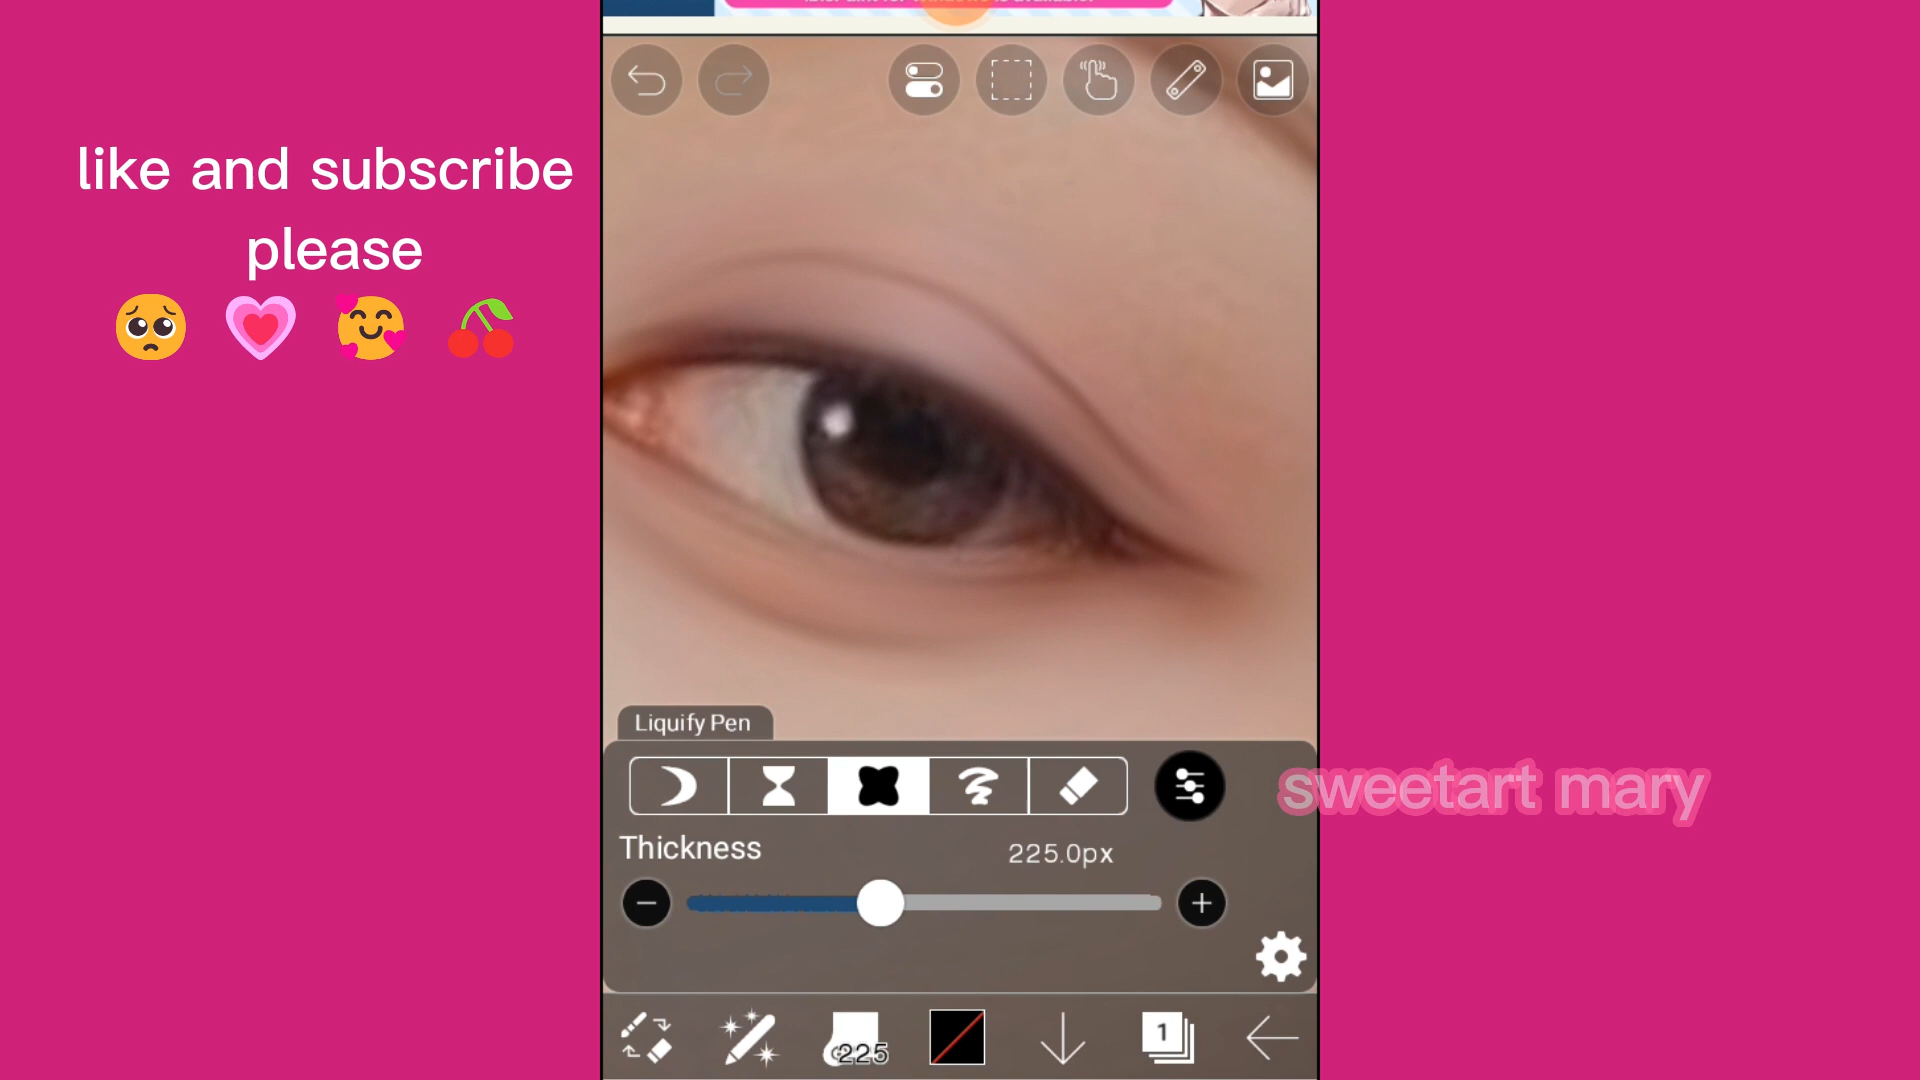 like and subscribe
please
Liquify Pen
sweetart mary
Thickness
225.0px
225
1